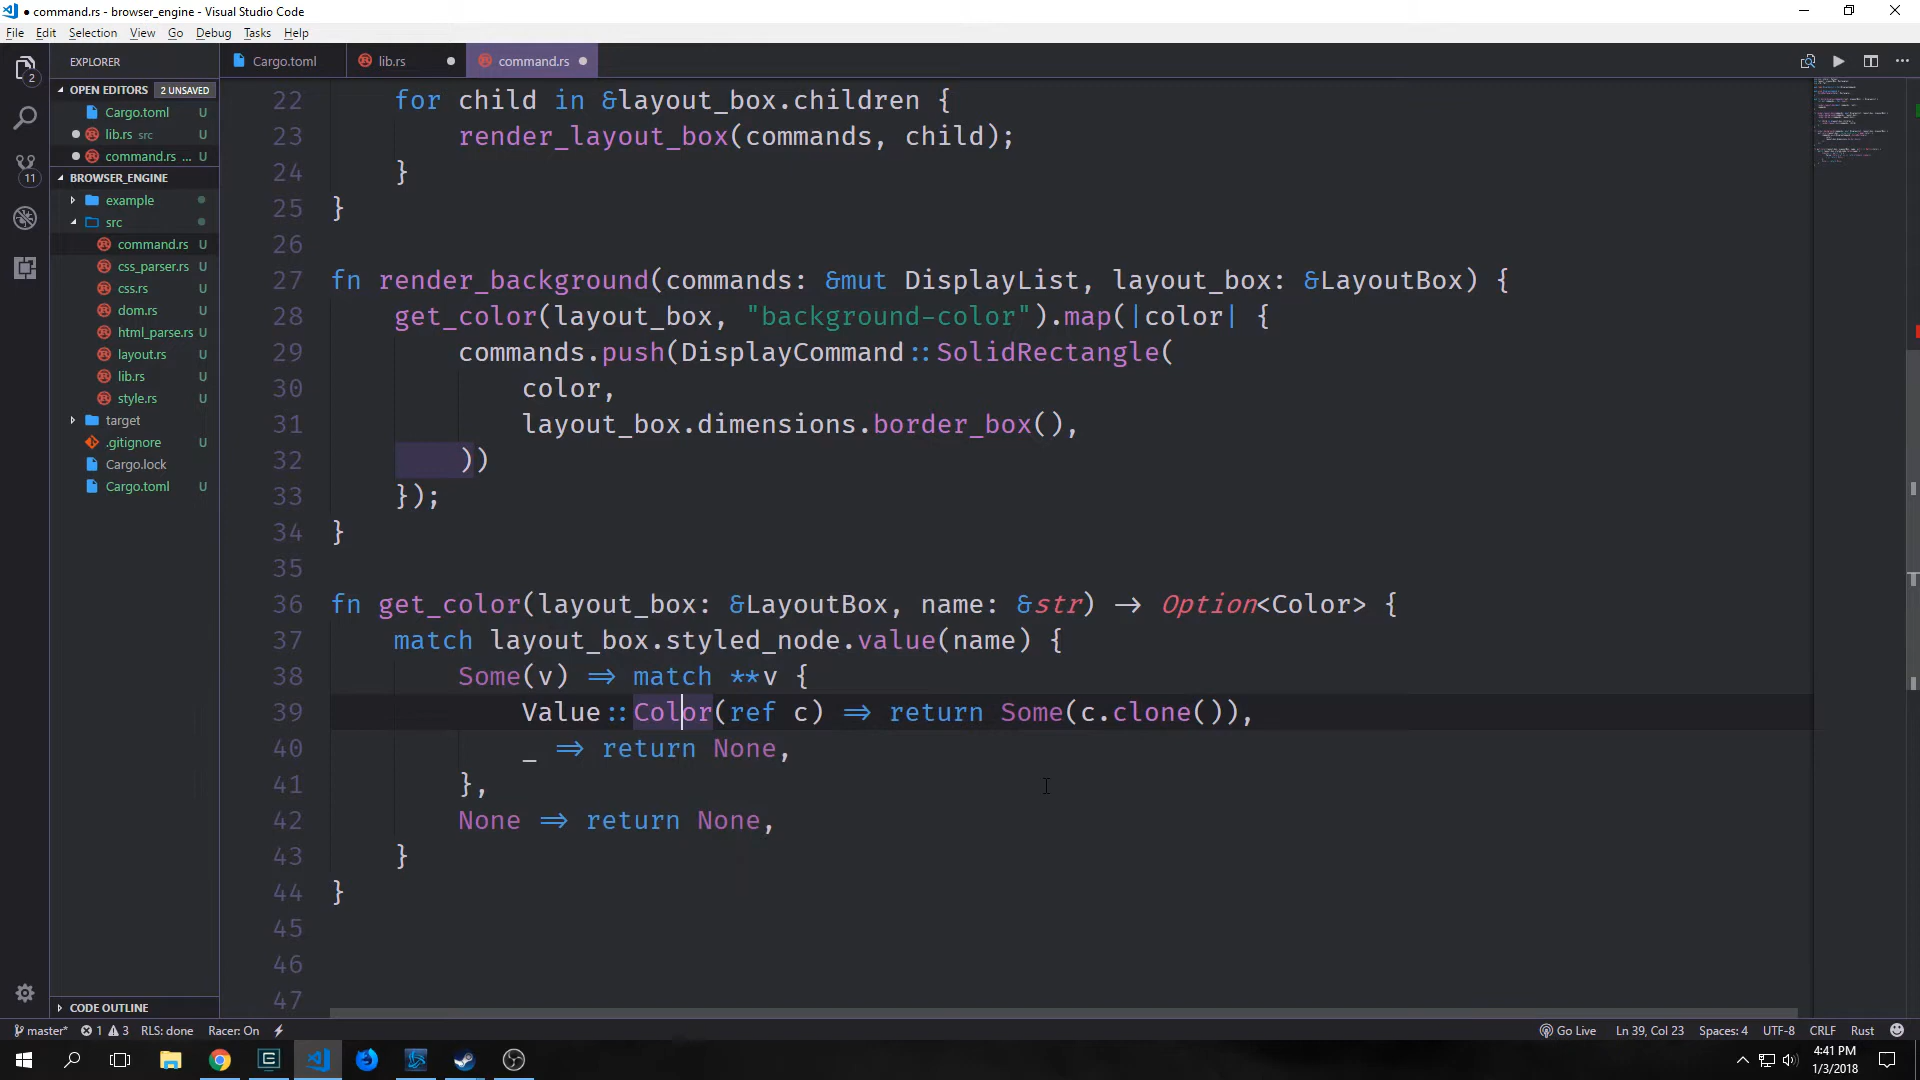 ● command.rs - browser_engine - Visual Studio Code
File Edit Selection View Go Debug Tasks Help
EXPLORER
OPEN EDITORS 2 UNSAVED
Cargo.toml U
lib.rs src U
command.rs ... U
BROWSER_ENGINE
example
src
command.rs U
css_parser.rs U
css.rs U
dom.rs U
html_parse.rs U
layout.rs U
lib.rs U
style.rs U
target
.gitignore U
Cargo.lock
Cargo.toml U
CODE OUTLINE
2
11
Cargo.toml lib.rs command.rs
22 for child in &layout_box.children {
23 render_layout_box(commands, child);
24 }
25 }
26
27 fn render_background(commands: &mut DisplayList, layout_box: &LayoutBox) {
28 get_color(layout_box, "background-color").map(|color| {
29 commands.push(DisplayCommand::SolidRectangle(
30 color,
31 layout_box.dimensions.border_box(),
32 ))
33 });
34 }
35
36 fn get_color(layout_box: &LayoutBox, name: &str) → Option<Color> {
37 match layout_box.styled_node.value(name) {
38 Some(v) ⇒ match **v {
39 Value::Color(ref c) ⇒ return Some(c.clone()),
40 _ ⇒ return None,
41 },
42 None ⇒ return None,
43 }
44 }
45
46
47
master* 1 3 RLS: done Racer: On Go Live Ln 39, Col 23 Spaces: 4 UTF-8 CRLF Rust
4:41 PM
1/3/2018